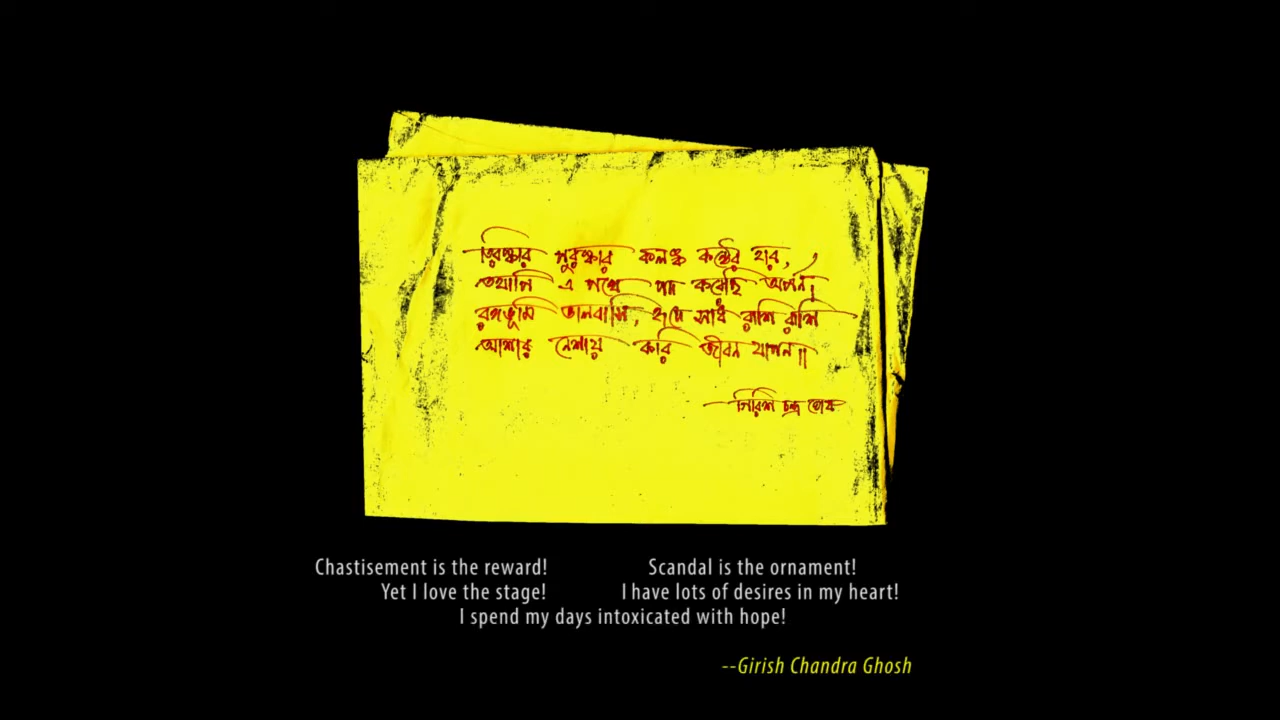 তিরস্কার পুরস্কার কলঙ্ক কণ্ঠের হার,
তথাপি এ পথে পদ করেছি অর্পণ।
রঙ্গভূমি ভালবাসি, হৃদে সাধ রাশি রাশি
আশার নেশায় করি জীবন যাপন॥
গিরিশ চন্দ্র ঘোষ
Chastisement is the reward! Scandal is the ornament!
Yet I love the stage! I have lots of desires in my heart!
I spend my days intoxicated with hope!
--Girish Chandra Ghosh